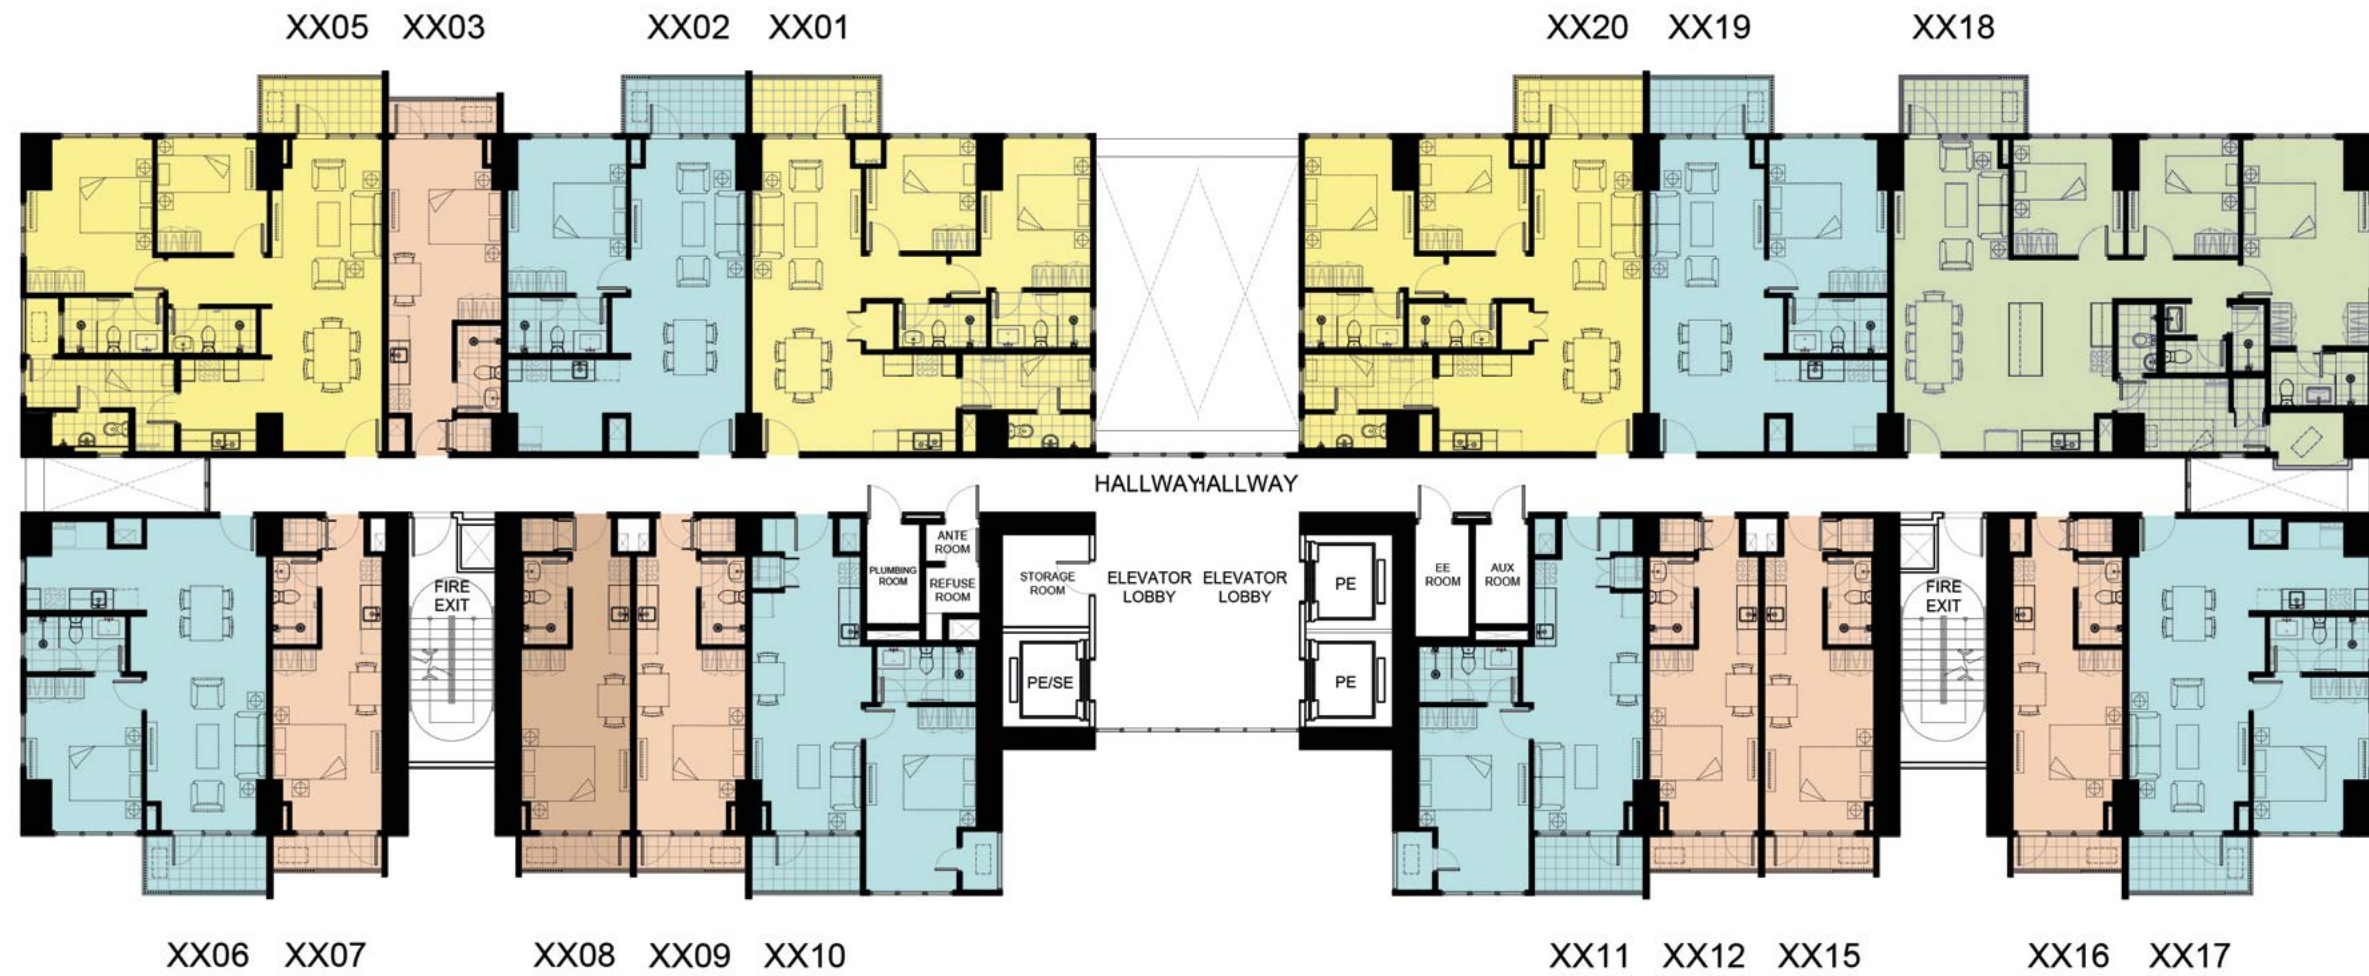 XX05 XX03 XX02 XX01 XX20 XX19 XX18
HALLWAY HALLWAY
ANTE
ROOM
PLUMBING
ROOM
REFUSE
ROOM
STORAGE
ROOM
ELEVATOR
LOBBY
ELEVATOR
LOBBY
PE
EE
ROOM
AUX
ROOM
FIRE
EXIT
FIRE
EXIT
PE/SE
PE
XX06 XX07 XX08 XX09 XX10 XX11 XX12 XX15 XX16 XX17